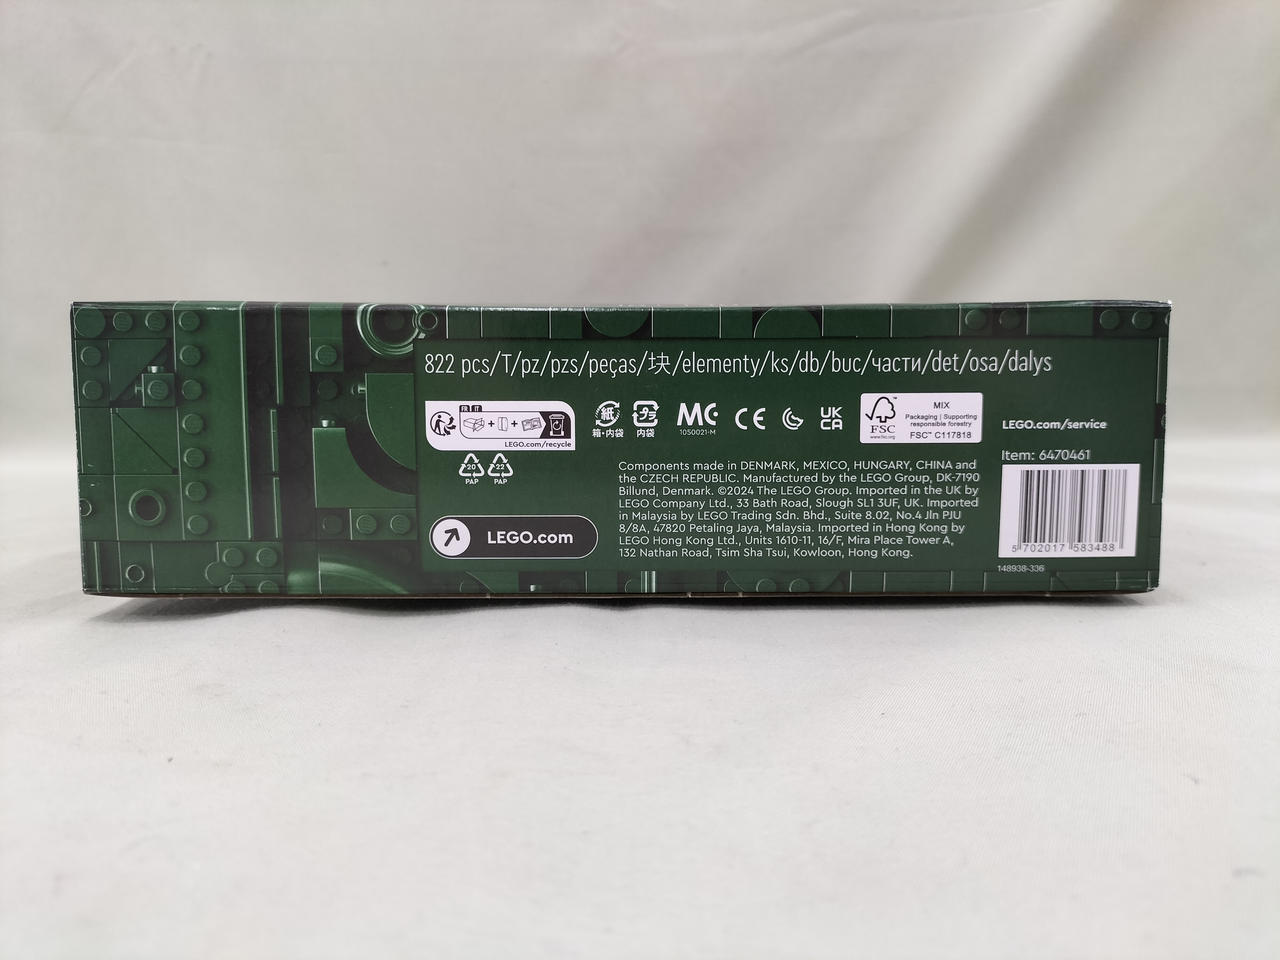 822 pcs/T/pz/pzs/peças/块/elementy/ks/db/buc/части/det/osa/dalys
FR IT
LEGO.com/recycle
紙
箱・内袋
プラ
内袋
MC
1050021-M
CE
UK
CA
FSC
www.fsc.org
MIX
Packaging | Supporting
responsible forestry
FSC™ C117818
LEGO.com/service
20
PAP
22
PAP
LEGO.com
Components made in DENMARK, MEXICO, HUNGARY, CHINA and
the CZECH REPUBLIC. Manufactured by the LEGO Group, DK-7190
Billund, Denmark. ©2024 The LEGO Group. Imported in the UK by
LEGO Company Ltd., 33 Bath Road, Slough SL1 3UF, UK. Imported
in Malaysia by LEGO Trading Sdn. Bhd., Suite 8.02, No.4 Jln PJU
8/8A, 47820 Petaling Jaya, Malaysia. Imported in Hong Kong by
LEGO Hong Kong Ltd., Units 1610-11, 16/F, Mira Place Tower A,
132 Nathan Road, Tsim Sha Tsui, Kowloon, Hong Kong.
Item: 6470461
5 702017 583488
148938-336